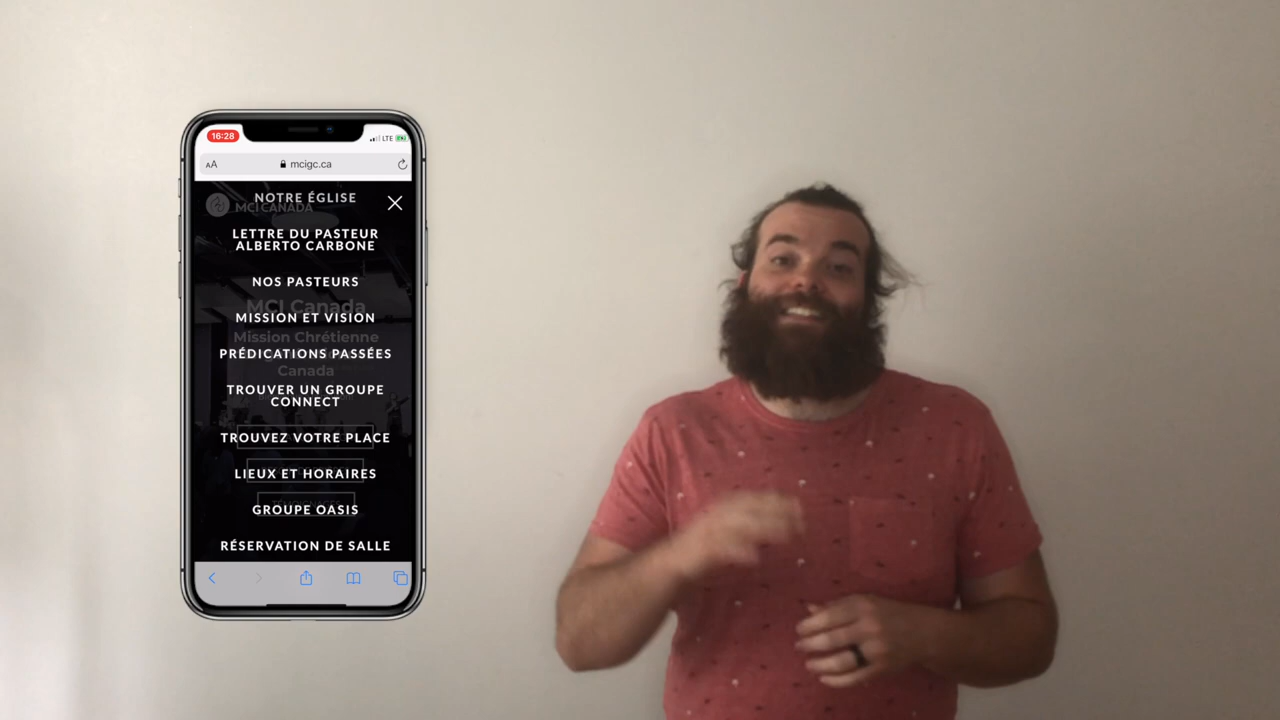 16:28
LTE
AA
mcigc.ca
NOTRE ÉGLISE
MCI CANADA
LETTRE DU PASTEUR
ALBERTO CARBONE
NOS PASTEURS
MCI Canada
MISSION ET VISION
Mission Chrétienne
PRÉDICATIONS PASSÉES
Canada
TROUVER UN GROUPE
CONNECT
TROUVEZ VOTRE PLACE
LIEUX ET HORAIRES
TÉMOIGNAGES
GROUPE OASIS
RÉSERVATION DE SALLE